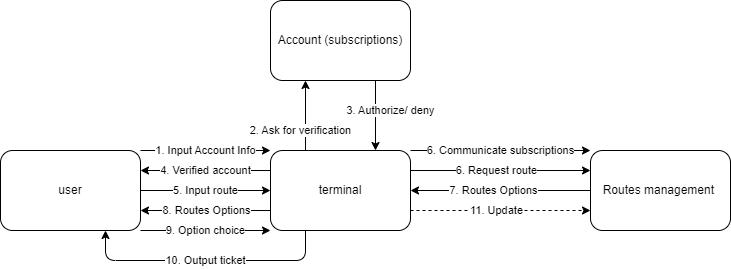 Account (subscriptions)
3. Authorize/ deny
2. Ask for verification
1. Input Account Info
6. Communicate subscriptions
4. Verified account
6. Request route
user
5. Input route
terminal
7. Routes Options
Routes management
8. Routes Options
11. Update
9. Option choice
10. Output ticket